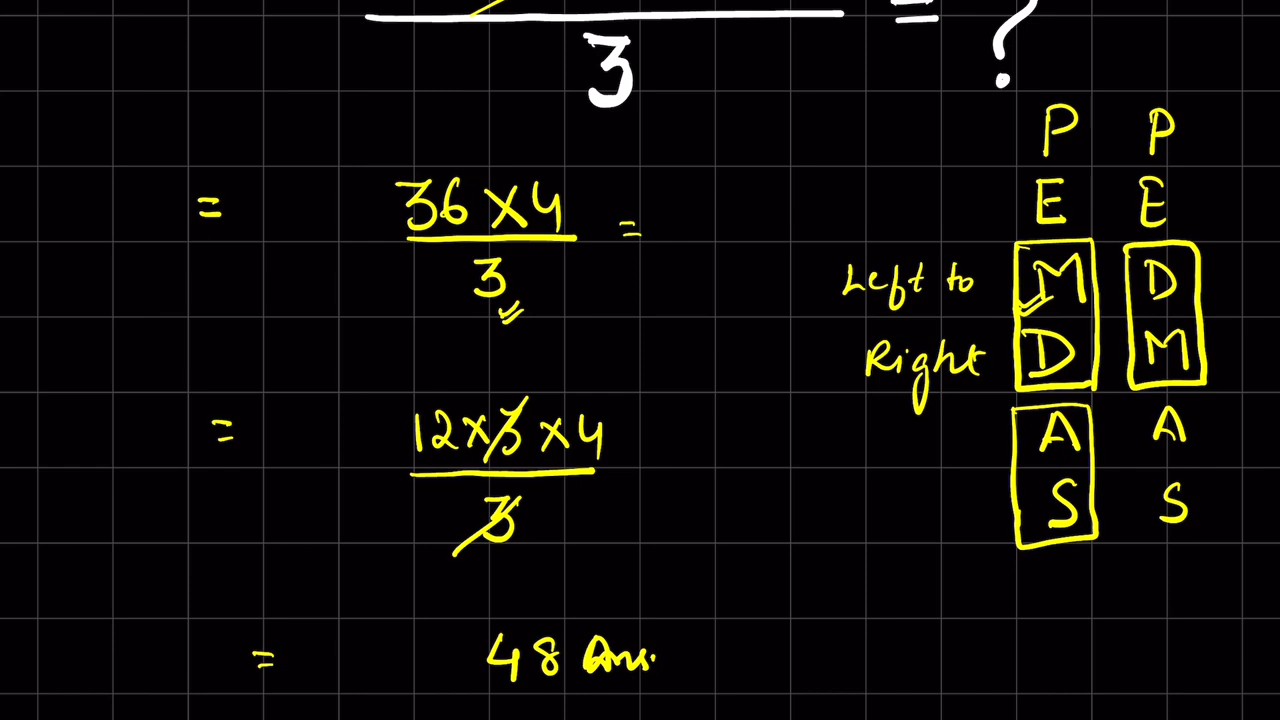 = ?
3
= 36 × 4 =
3
= 12 × 3 × 4
3
= 48 Ans.
P P
E E
Left to M D
Right D M
A A
S S